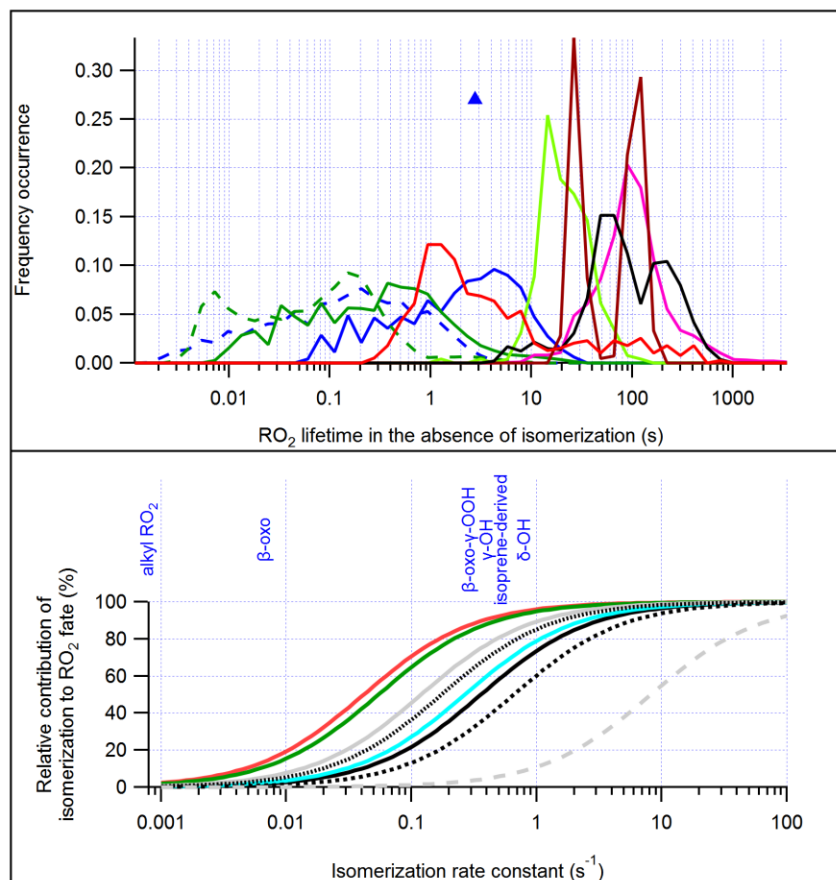 Frequency occurrence
0.30
0.25
0.20
0.15
0.10
0.05
0.00
0.01
0.1
1
10
100
1000
RO2 lifetime in the absence of isomerization (s)
alkyl RO2
β-oxo
β-oxo-γ-OOH
γ-OH
isoprene-derived
δ-OH
Relative contribution of
isomerization to RO2 fate (%)
100
80
60
40
20
0
0.001
0.01
0.1
1
10
100
Isomerization rate constant (s-1)